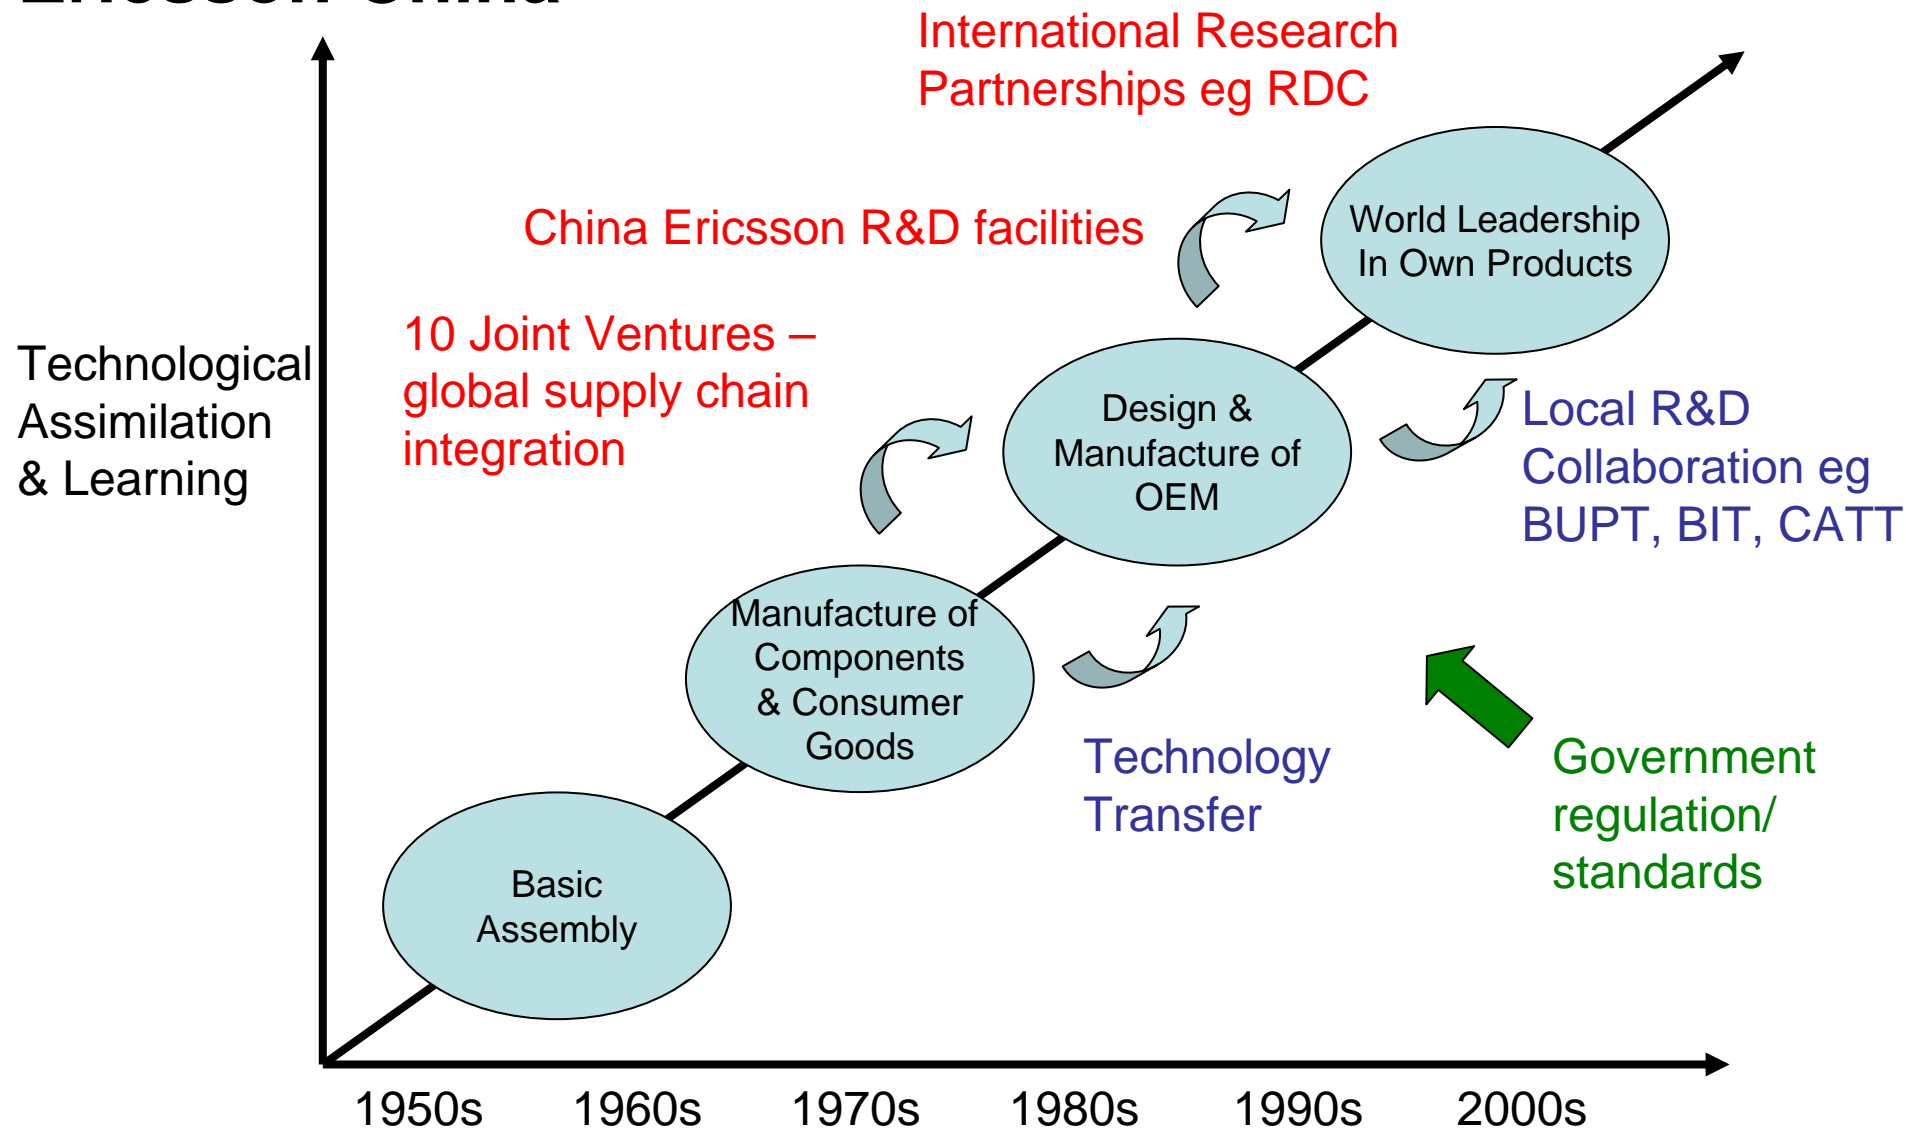 Ericsson China
International Research
Partnerships eg RDC
China Ericsson R&D facilities
World Leadership
In Own Products
10 Joint Ventures –
global supply chain
integration
Technological
Assimilation
& Learning
Design &
Manufacture of
OEM
Local R&D
Collaboration eg
BUPT, BIT, CATT
Manufacture of
Components
& Consumer
Goods
Technology
Transfer
Government
regulation/
standards
Basic
Assembly
1950s 1960s 1970s 1980s 1990s 2000s